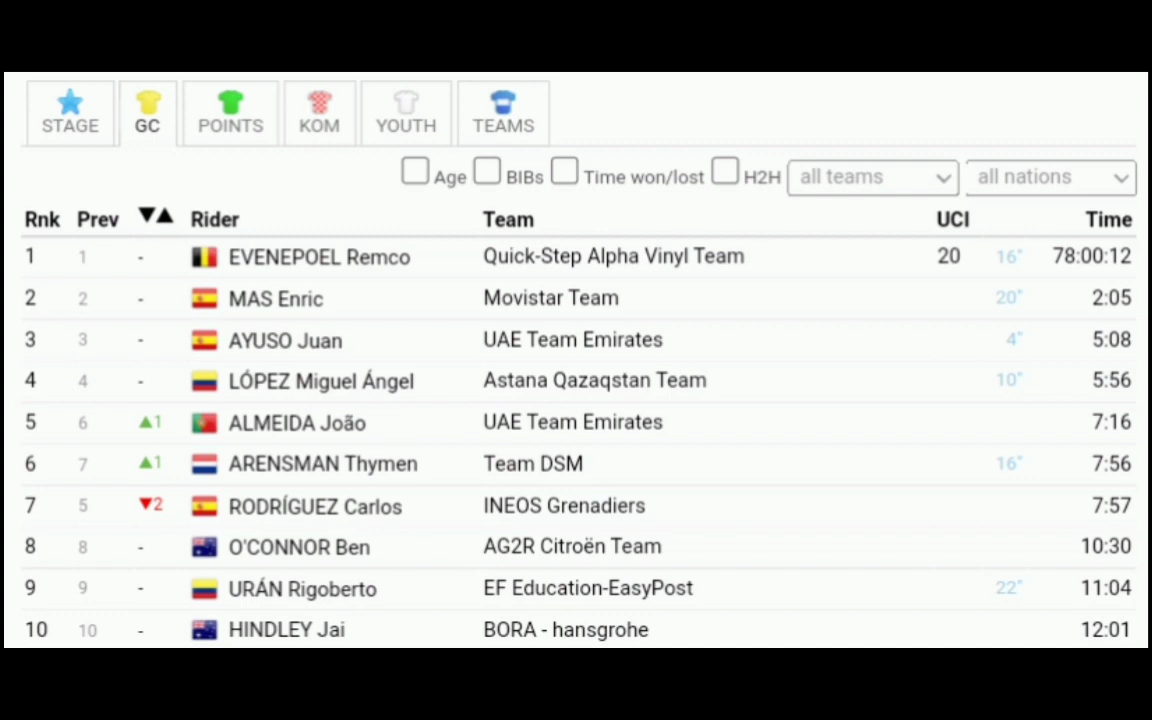 STAGE GC POINTS KOM YOUTH TEAMS
Age BIBs Time won/lost H2H all teams all nations
Rnk Prev ▼▲ Rider Team UCI Time
1 1 - EVENEPOEL Remco Quick-Step Alpha Vinyl Team 20 16" 78:00:12
2 2 - MAS Enric Movistar Team 20" 2:05
3 3 - AYUSO Juan UAE Team Emirates 4" 5:08
4 4 - LÓPEZ Miguel Ángel Astana Qazaqstan Team 10" 5:56
5 6 ▲1 ALMEIDA João UAE Team Emirates 7:16
6 7 ▲1 ARENSMAN Thymen Team DSM 16" 7:56
7 5 ▼2 RODRÍGUEZ Carlos INEOS Grenadiers 7:57
8 8 - O'CONNOR Ben AG2R Citroën Team 10:30
9 9 - URÁN Rigoberto EF Education-EasyPost 22" 11:04
10 10 - HINDLEY Jai BORA - hansgrohe 12:01